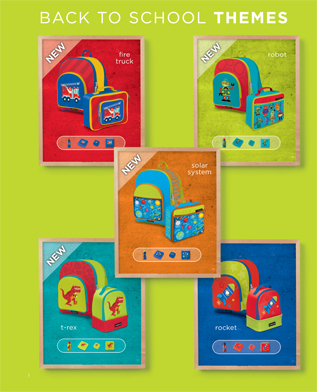 BACK TO SCHOOL THEMES
NEW
fire
truck
NEW
robot
NEW
solar
system
NEW
t-rex
rocket